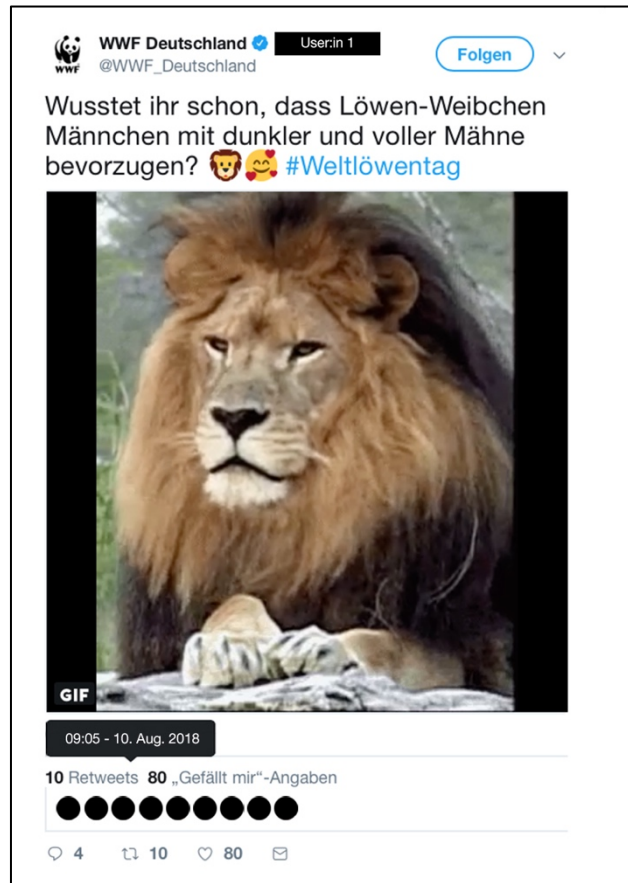 WWF Deutschland User:in 1 Folgen
WWF @WWF_Deutschland
Wusstet ihr schon, dass Löwen-Weibchen
Männchen mit dunkler und voller Mähne
bevorzugen? 🦁🥰 #Weltlöwentag
GIF
09:05 - 10. Aug. 2018
10 Retweets 80 „Gefällt mir“-Angaben
4 10 80